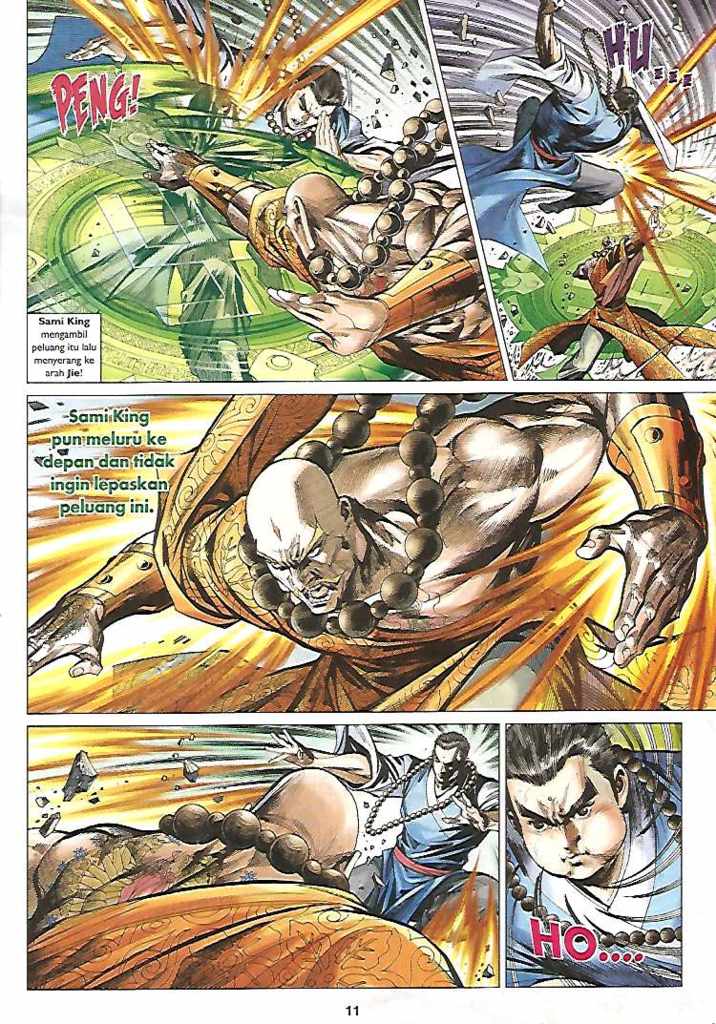 PENG!
HU....
Sami King
mengambil
peluang itu lalu
menyerang ke
arah Jie!
Sami King
pun meluru ke
depan dan tidak
ingin lepaskan
peluang ini.
HO....
11